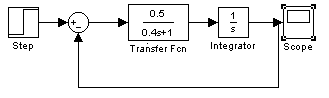 +
−
0.5
0.4s+1
1
s
Step
Transfer Fcn
Integrator
Scope